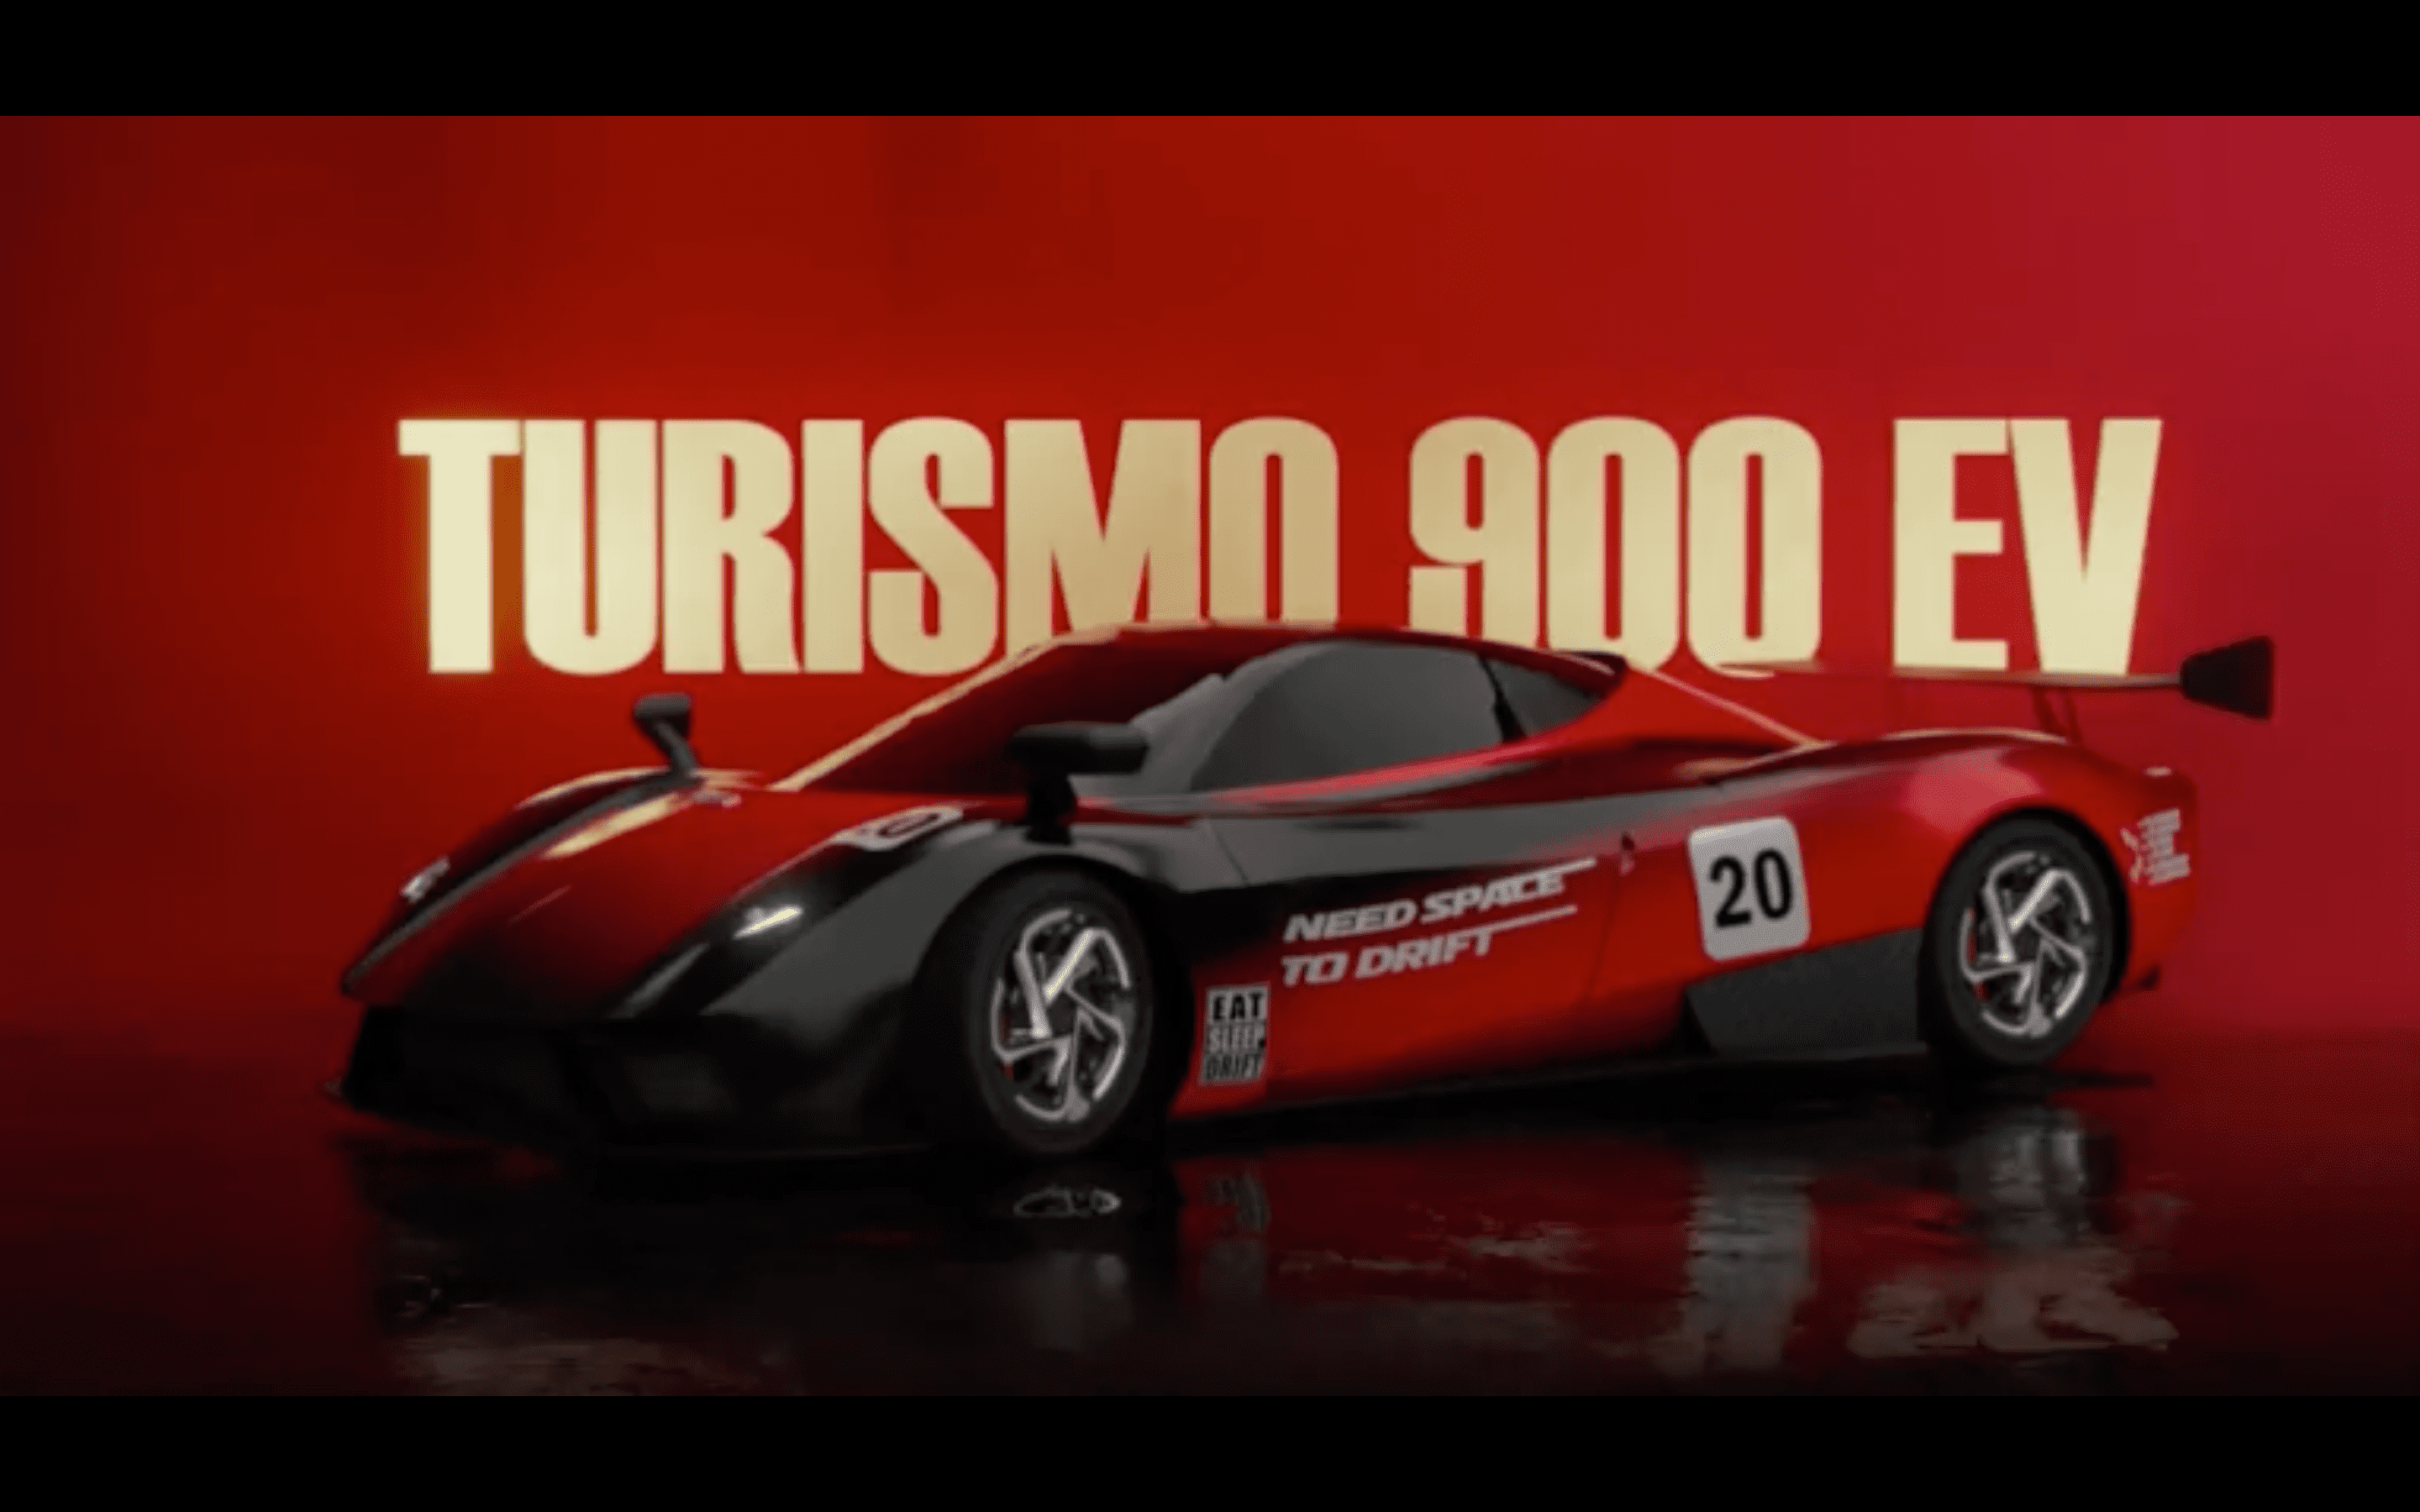 TURISMO 900 EV
NEED SPACE
TO DRIFT
20
EAT
SLEEP
DRIFT